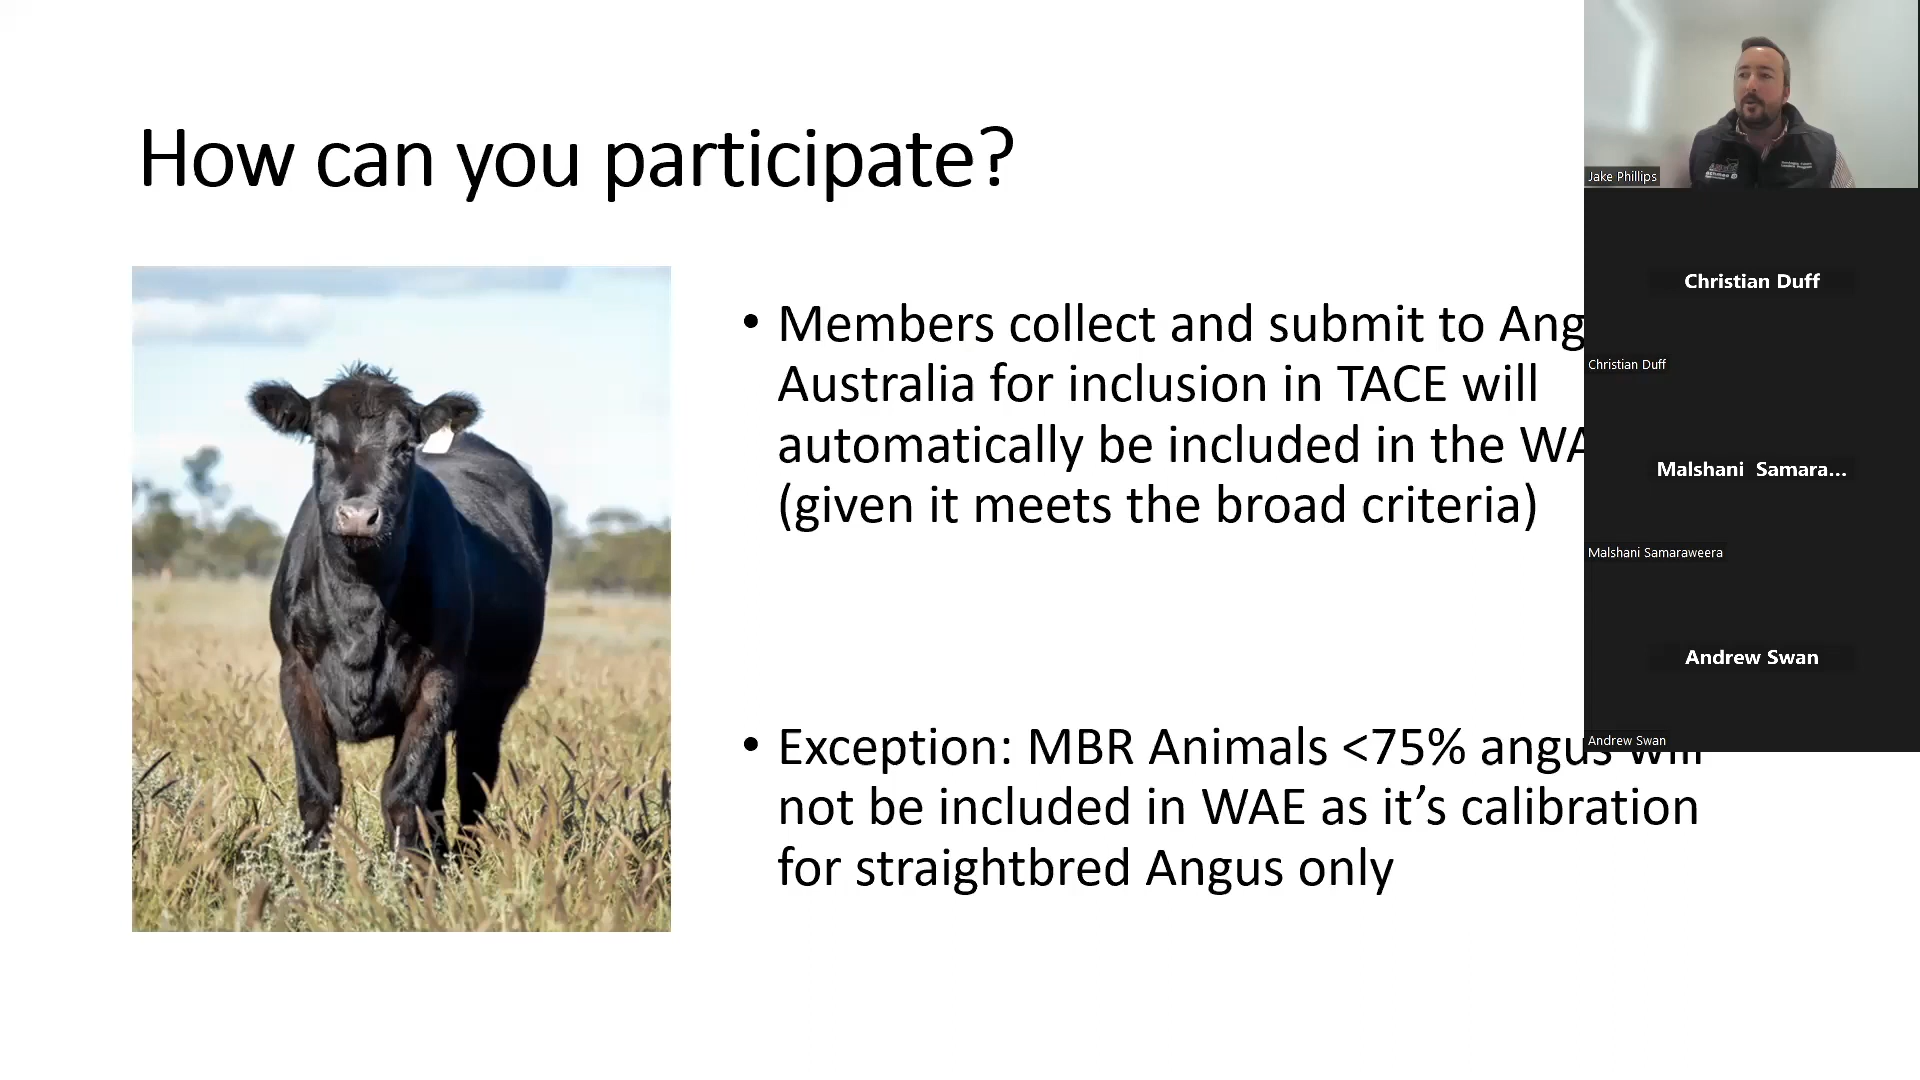 How can you participate?
• Members collect and submit to Ang
Australia for inclusion in TACE will
automatically be included in the WA
(given it meets the broad criteria)
• Exception: MBR Animals <75% angus will
not be included in WAE as it’s calibration
for straightbred Angus only
Jake Phillips
Christian Duff
Christian Duff
Malshani Samara...
Malshani Samaraweera
Andrew Swan
Andrew Swan